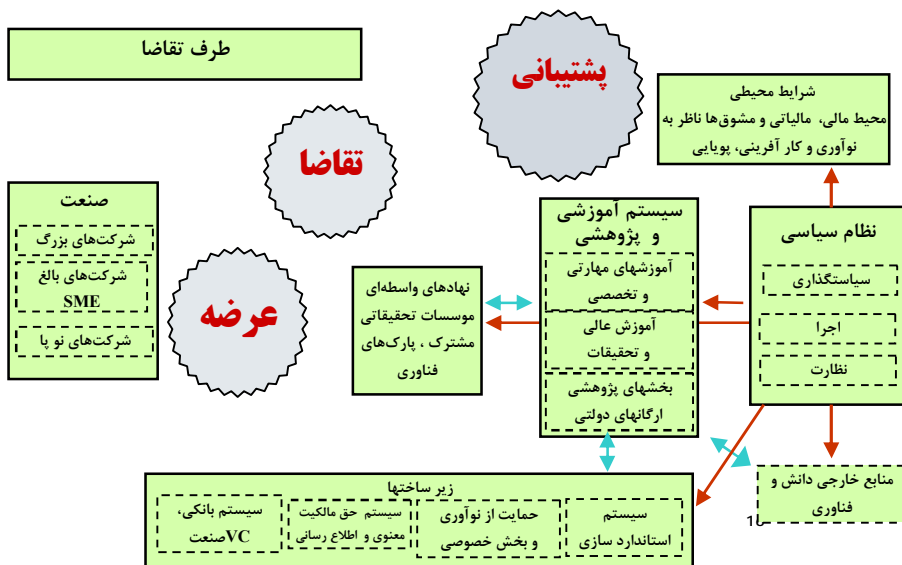 طرف تقاضا
پشتیبانی
تقاضا
عرضه
شرایط محیطی
محیط مالی، مالیاتی و مشوق‌ها ناظر به
نوآوری و کار آفرینی، پویایی
صنعت
شرکت‌های بزرگ
شرکت‌های بالغ
SME
شرکت‌های نو پا
نهادهای واسطه‌ای
موسسات تحقیقاتی
مشترک ، پارک‌های
فناوری
سیستم آموزشی
و پژوهشی
آموزشهای مهارتی
و تخصصی
آموزش عالی
و تحقیقات
بخشهای پژوهشی
ارگانهای دولتی
نظام سیاسی
سیاستگذاری
اجرا
نظارت
منابع خارجی دانش و
فناوری
زیر ساختها
سیستم
استاندارد سازی
حمایت از نوآوری
و بخش خصوصی
سیستم حق مالکیت
معنوی و اطلاع رسانی
سیستم بانکی،
VCصنعت